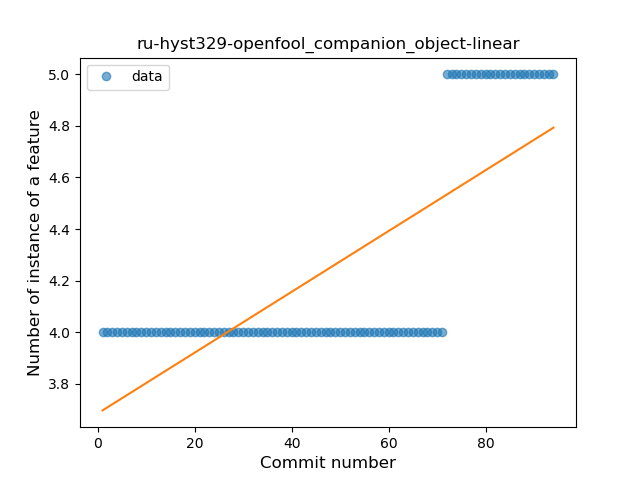 ru-hyst329-openfool_companion_object-linear
data
Number of instance of a feature
5.0
4.8
4.6
4.4
4.2
4.0
3.8
0 20 40 60 80
Commit number